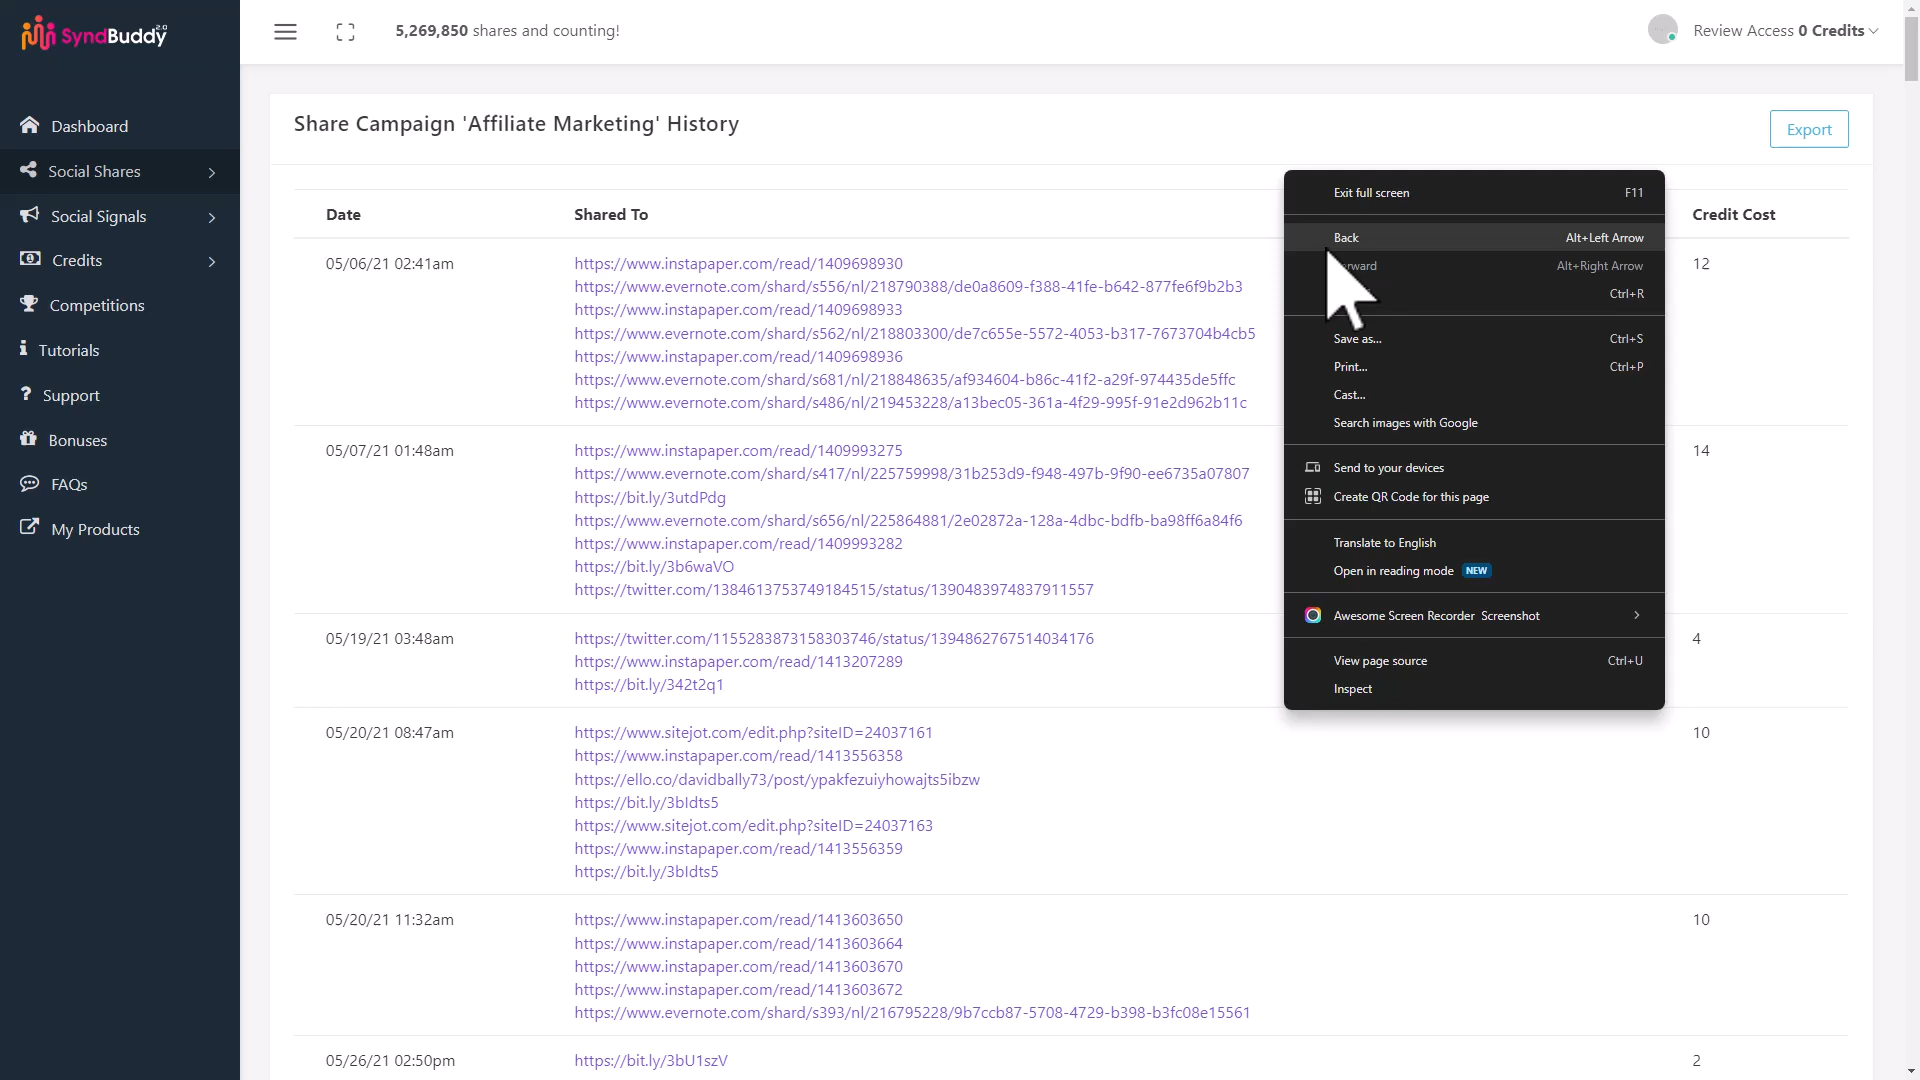 SyndBuddy 2.0
5,269,850 shares and counting!
Review Access 0 Credits
Dashboard
Social Shares
Social Signals
Credits
Competitions
Tutorials
Support
Bonuses
FAQs
My Products
Share Campaign 'Affiliate Marketing' History
Export
Date Shared To Credit Cost
05/06/21 02:41am 12
https://www.instapaper.com/read/1409698930
https://www.evernote.com/shard/s556/nl/218790388/de0a8609-f388-41fe-b642-877fe6f9b2b3
https://www.instapaper.com/read/1409698933
https://www.evernote.com/shard/s562/nl/218803300/de7c655e-5572-4053-b317-7673704b4cb5
https://www.instapaper.com/read/1409698936
https://www.evernote.com/shard/s681/nl/218848635/af934604-b86c-41f2-a29f-974435de5ffc
https://www.evernote.com/shard/s486/nl/219453228/a13bec05-361a-4f29-995f-91e2d962b11c
05/07/21 01:48am 14
https://www.instapaper.com/read/1409993275
https://www.evernote.com/shard/s417/nl/225759998/31b253d9-f948-497b-9f90-ee6735a07807
https://bit.ly/3utdPdg
https://www.evernote.com/shard/s656/nl/225864881/2e02872a-128a-4dbc-bdfb-ba98ff6a84f6
https://www.instapaper.com/read/1409993282
https://bit.ly/3b6waVO
https://twitter.com/1384613753749184515/status/1390483974837911557
05/19/21 03:48am 4
https://twitter.com/1155283873158303746/status/1394862767514034176
https://www.instapaper.com/read/1413207289
https://bit.ly/342t2q1
05/20/21 08:47am 10
https://www.sitejot.com/edit.php?siteID=24037161
https://www.instapaper.com/read/1413556358
https://ello.co/davidbally73/post/ypakfezuiyhowajts5ibzw
https://bit.ly/3bIdts5
https://www.sitejot.com/edit.php?siteID=24037163
https://www.instapaper.com/read/1413556359
https://bit.ly/3bIdts5
05/20/21 11:32am 10
https://www.instapaper.com/read/1413603650
https://www.instapaper.com/read/1413603664
https://www.instapaper.com/read/1413603670
https://www.instapaper.com/read/1413603672
https://www.evernote.com/shard/s393/nl/216795228/9b7ccb87-5708-4729-b398-b3fc08e15561
05/26/21 02:50pm https://bit.ly/3bU1szV 2
Exit full screen F11
Back Alt+Left Arrow
ward Alt+Right Arrow
Ctrl+R
Save as... Ctrl+S
Print... Ctrl+P
Cast...
Search images with Google
Send to your devices
Create QR Code for this page
Translate to English
Open in reading mode NEW
Awesome Screen Recorder Screenshot
View page source Ctrl+U
Inspect